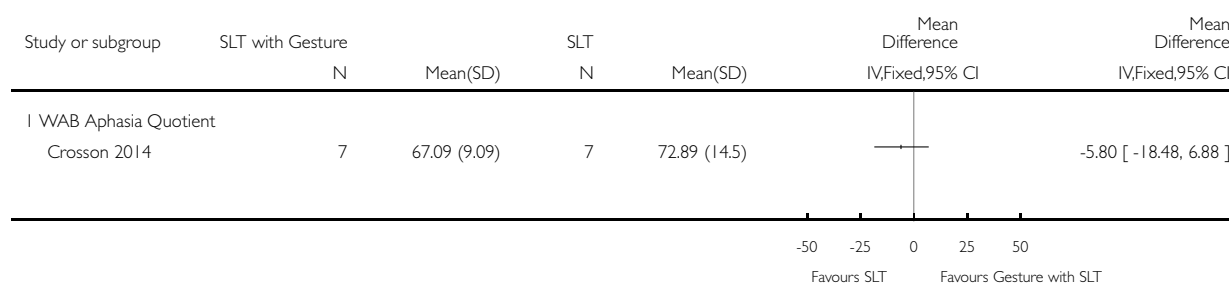 Mean Mean
Study or subgroup SLT with Gesture SLT Difference Difference
N Mean(SD) N Mean(SD) IV,Fixed,95% CI IV,Fixed,95% CI
1 WAB Aphasia Quotient
Crosson 2014 7 67.09 (9.09) 7 72.89 (14.5) -5.80 [ -18.48, 6.88 ]
-50 -25 0 25 50
Favours SLT Favours Gesture with SLT